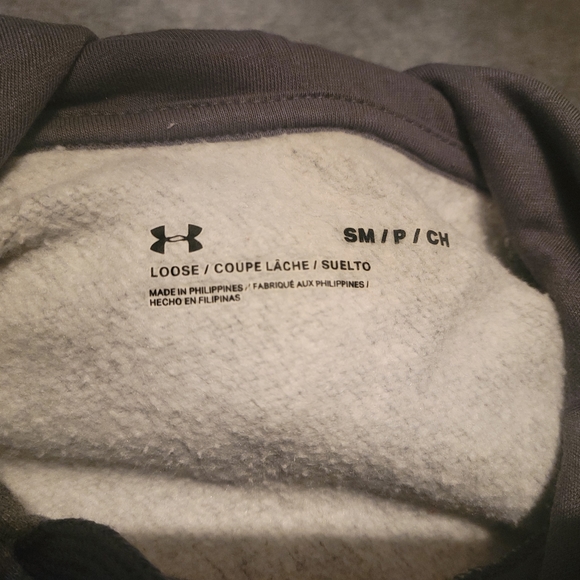 SM / P / CH
LOOSE / COUPE LÂCHE / SUELTO
MADE IN PHILIPPINES / FABRIQUÉ AUX PHILIPPINES /
HECHO EN FILIPINAS